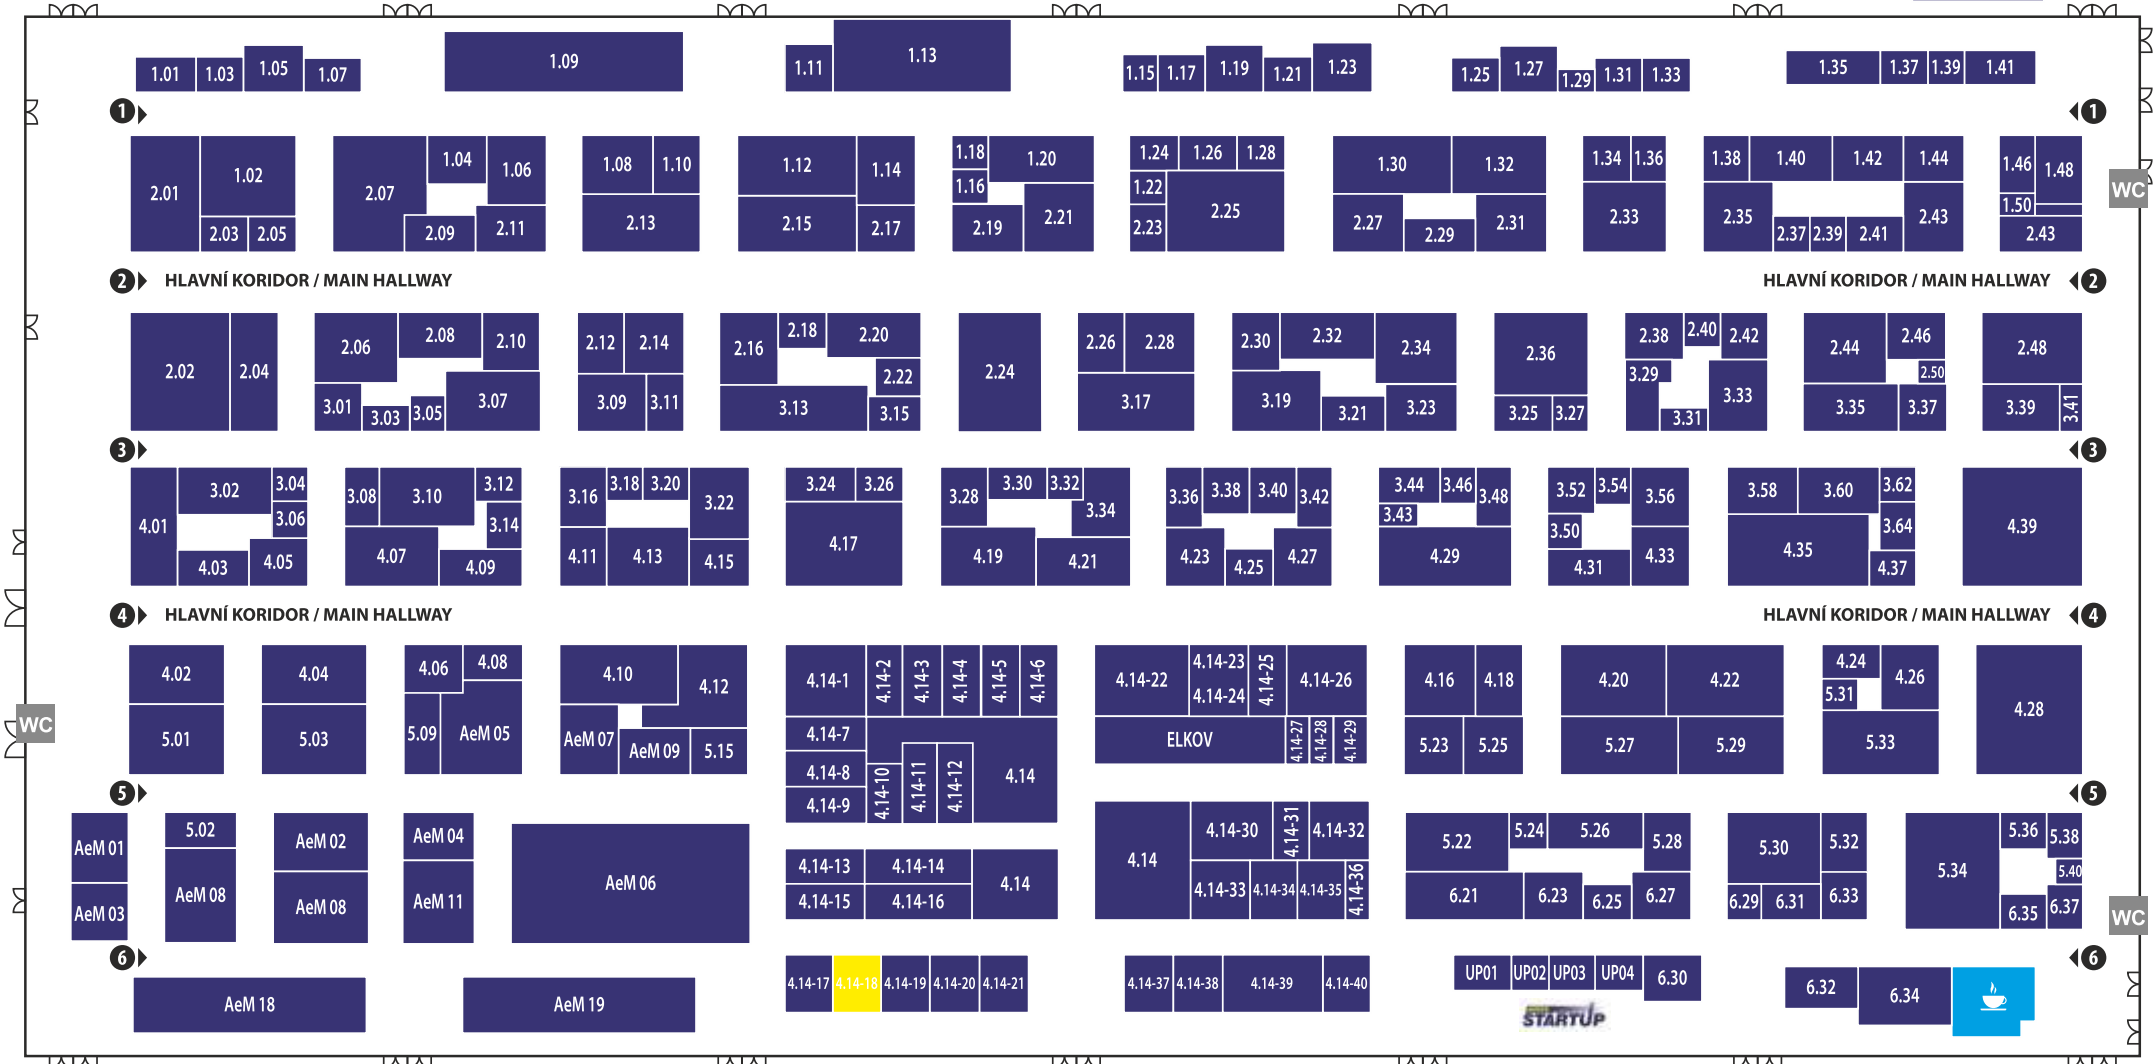 1.01 1.03 1.05 1.07 1.09 1.11 1.13 1.15 1.17 1.19 1.21 1.23 1.25 1.27 1.29 1.31 1.33 1.35 1.37 1.39 1.41
1 1
2.01 1.02 2.07 1.04 1.06 1.08 1.10 1.12 1.14 1.18 1.20 1.24 1.26 1.28 1.30 1.32 1.34 1.36 1.38 1.40 1.42 1.44 1.46 1.48
1.16 1.22 1.50 WC
2.03 2.05 2.09 2.11 2.13 2.15 2.17 2.19 2.21 2.23 2.25 2.27 2.29 2.31 2.33 2.35 2.37 2.39 2.41 2.43 2.43
2 HLAVNÍ KORIDOR / MAIN HALLWAY HLAVNÍ KORIDOR / MAIN HALLWAY 2
2.02 2.04 2.06 2.08 2.10 2.12 2.14 2.16 2.18 2.20 2.22 2.24 2.26 2.28 2.30 2.32 2.34 2.36 2.38 2.40 2.42 2.44 2.46 2.50 2.48
3.01 3.03 3.05 3.07 3.09 3.11 3.13 3.15 3.17 3.19 3.21 3.23 3.25 3.27 3.29 3.31 3.33 3.35 3.37 3.39 3.41
3 3
4.01 3.02 3.04 3.06 3.08 3.10 3.12 3.14 3.16 3.18 3.20 3.22 3.24 3.26 3.28 3.30 3.32 3.34 3.36 3.38 3.40 3.42 3.44 3.46 3.48 3.43 3.52 3.54 3.56 3.50 3.58 3.60 3.62 3.64 4.39
4.03 4.05 4.07 4.09 4.11 4.13 4.15 4.17 4.19 4.21 4.23 4.25 4.27 4.29 4.31 4.33 4.35 4.37
4 HLAVNÍ KORIDOR / MAIN HALLWAY HLAVNÍ KORIDOR / MAIN HALLWAY 4
4.02 4.04 4.06 4.08 4.10 4.12 4.14-1 4.14-2 4.14-3 4.14-4 4.14-5 4.14-6 4.14-22 4.14-23 4.14-24 4.14-25 4.14-26 4.16 4.18 4.20 4.22 4.24 4.26 5.31 4.28
WC 5.01 5.03 5.09 AeM 05 AeM 07 AeM 09 5.15 4.14-7 ELKOV 4.14-27 4.14-28 4.14-29 5.23 5.25 5.27 5.29 5.33
4.14-8 4.14-9 4.14-10 4.14-11 4.14-12 4.14
5 5
AeM 01 5.02 AeM 02 AeM 04 AeM 06 4.14-13 4.14-14 4.14 4.14 4.14-30 4.14-31 4.14-32 5.22 5.24 5.26 5.28 5.30 5.32 5.34 5.36 5.38 5.40
AeM 03 AeM 08 AeM 08 AeM 11 4.14-15 4.14-16 4.14-33 4.14-34 4.14-35 4.14-36 6.21 6.23 6.25 6.27 6.29 6.31 6.33 6.35 6.37 WC
6 6
AeM 18 AeM 19 4.14-17 4.14-18 4.14-19 4.14-20 4.14-21 4.14-37 4.14-38 4.14-39 4.14-40 UP01 UP02 UP03 UP04 6.30 6.32 6.34
STARTUP